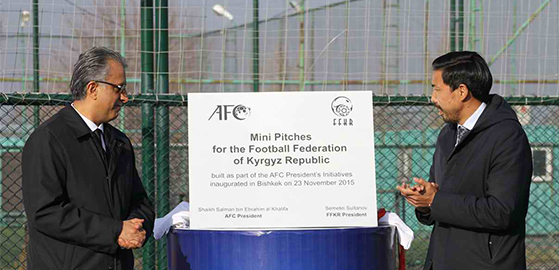 AFC
FFKR
Mini Pitches
for the Football Federation
of Kyrgyz Republic
built as part of the AFC President's Initiatives
inaugurated in Bishkek on 23 November 2015
Shaikh Salman bin Ebrahim al Khalifa
AFC President
Semetei Sultanov
FFKR President